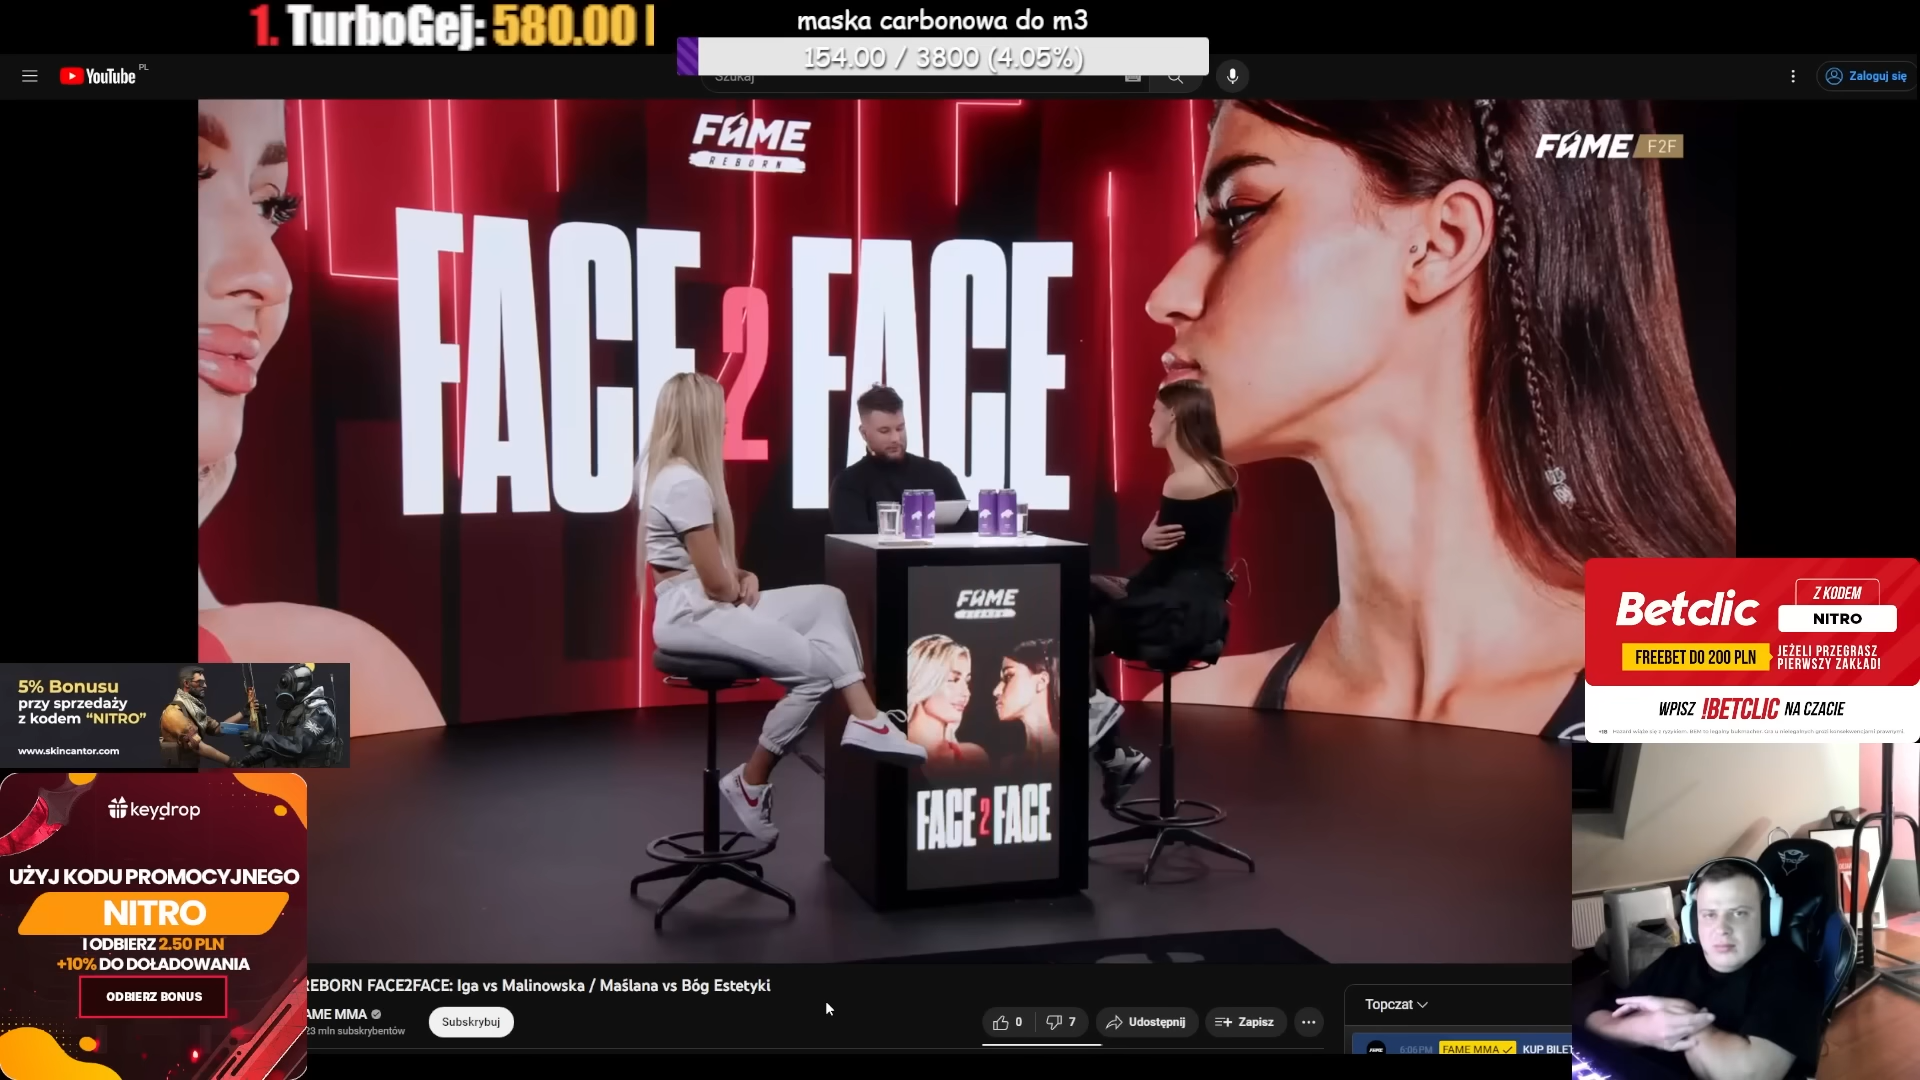 1. TurboGej: 580.00
maska carbonowa do m3
154.00 / 3800 (4.05%)
YouTube PL
Szukaj
Zaloguj się
FAME
REBORN
FAME F2F
FACE 2 FACE
FAME
FACE 2 FACE
Betclic
Z KODEM
NITRO
FREEBET DO 200 PLN
JEŻELI PRZEGRASZ
PIERWSZY ZAKŁAD!
WPISZ !BETCLIC NA CZACIE
5% Bonusu
przy sprzedaży
z kodem “NITRO”
www.skincantor.com
keydrop
UŻYJ KODU PROMOCYJNEGO
NITRO
I ODBIERZ 2.50 PLN
+10% DO DOŁADOWANIA
ODBIERZ BONUS
REBORN FACE2FACE: Iga vs Malinowska / Maślana vs Bóg Estetyki
AME MMA
23 mln subskrybentów
Subskrybuj
0
7
Udostępnij
Zapisz
Topczat
6:06 PM FAME MMA KUP BILET